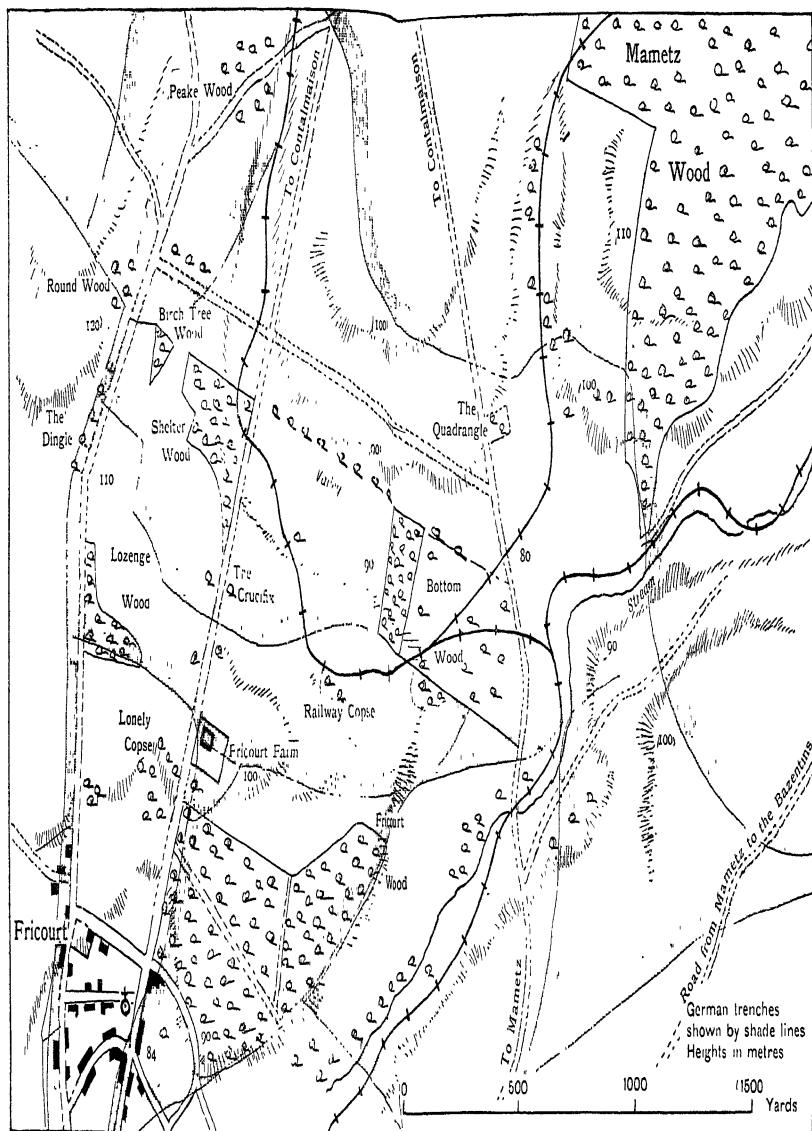 Mametz
Peake Wood
To Contalmaison
To Contalmaison
Wood
110
Round Wood
Birch Tree
Wood
120
100
100
The
Dingle
Shelter
Wood
The
Quadrangle
90
Valley
110
80
Lozenge
Wood
90
Bottom
The
Crucifix
Stream
Wood
90
Railway Copse
Lonely
Copse
Fricourt Farm
100
100
Fricourt
Wood
Fricourt
Road from Mametz to the Bazentins
To Mametz
German trenches
shown by shade lines
Heights in metres
90
84
0 500 1000 1500
Yards